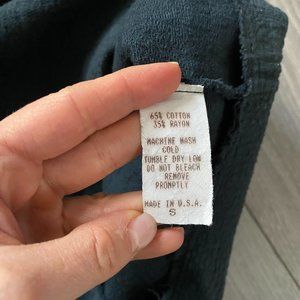 65% COTTON
35% RAYON
MACHINE WASH
COLD
TUMBLE DRY LOW
DO NOT BLEACH
REMOVE
PROMPTLY
MADE IN U.S.A.
S